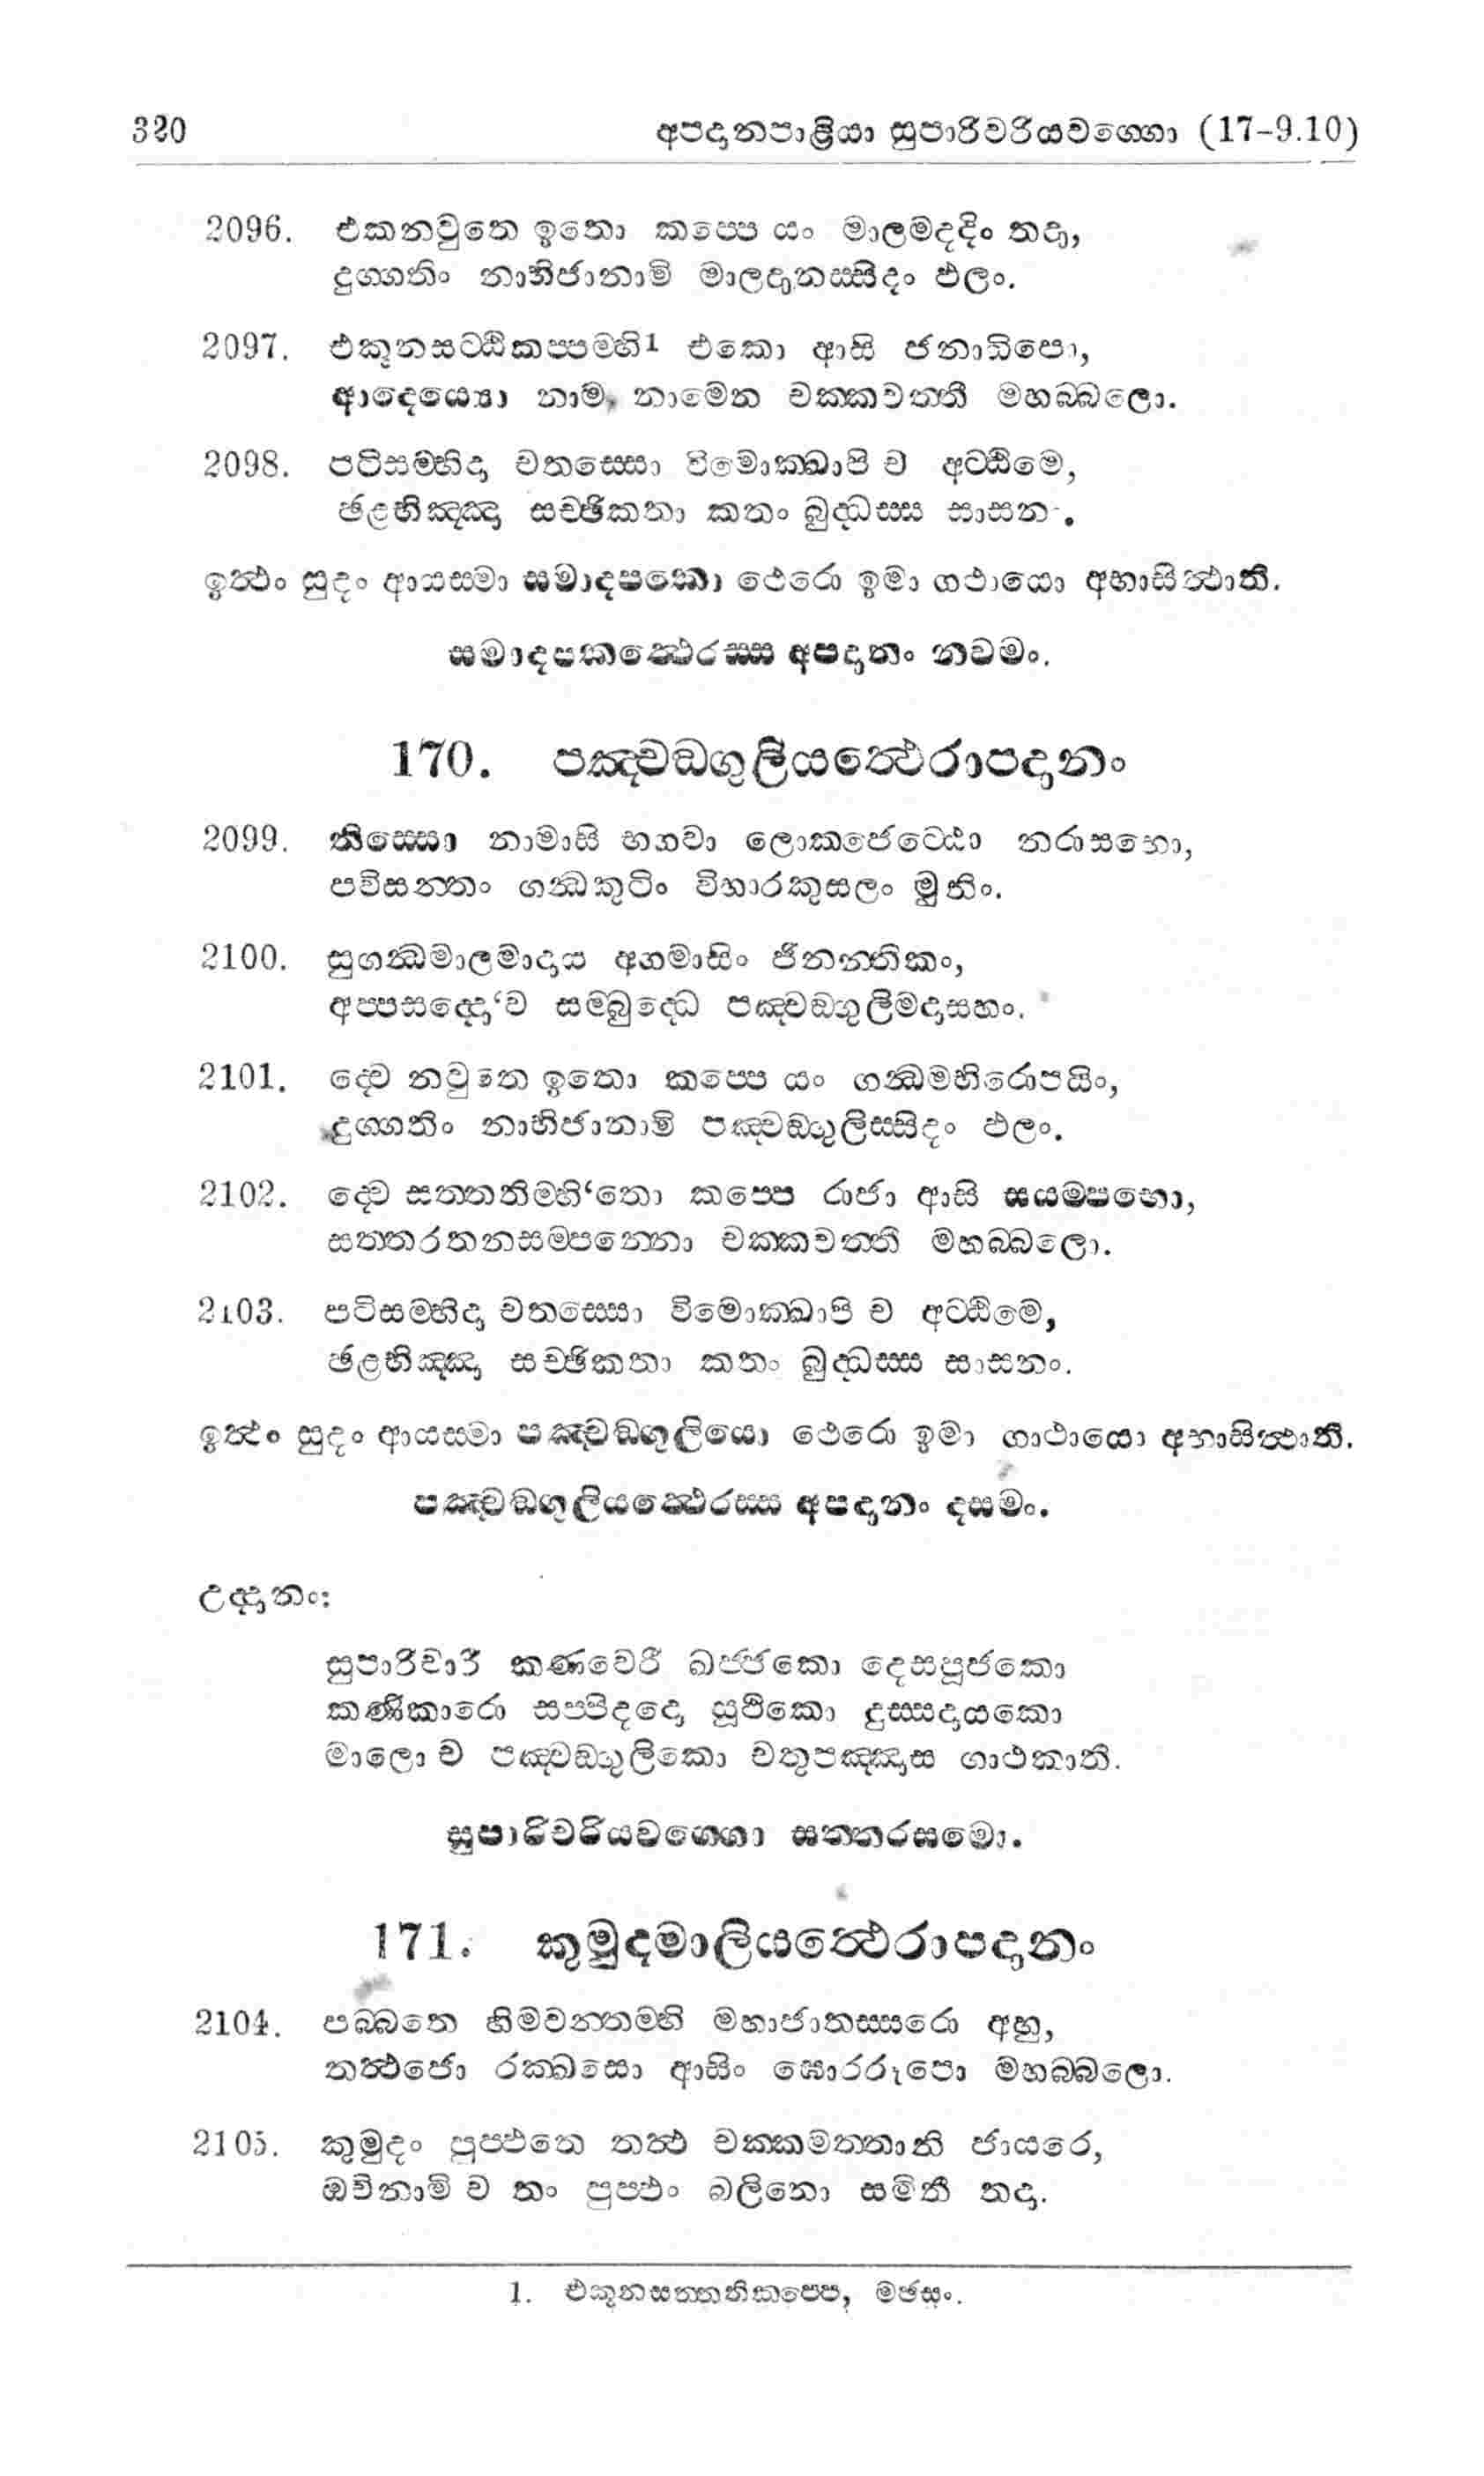 320 අපදානපාළියා සුපාරිචරියවග්ගො (17-9.10)
2096. එකනවුතෙ ඉතො කප්පෙ යං මාලමදදිං තදා,
දුග්ගතිං නාභිජානාමි මාලදානස්සිදං ඵලං.
2097. එකූනසට්ඨිකප්පම්හි1 එකො ආසි ජනාධිපො,
ආදෙය්‍යො නාම, නාමෙන චක්කවත්තී මහබ්බලො.
2098. පටිසම්භිදා චතස්සො විමොක්ඛාපි ච අට්ඨිමෙ,
ඡළභිඤ්ඤා සච්ඡිකතා කතං බුද්ධස්ස සාසන.
ඉත්ථං සුදං ආයස්මා සමාදපකො ථෙරො ඉමා ගථායො අභාසිත්ථාති.
සමාදපකත්ථෙරස්ස අපදානං නවමං.
170. පඤ්චඞ්ගුලියත්ථෙරාපදානං
2099. තිස්සො නාමාසි භගවා ලොකජෙට්ඨො නරාසභො,
පවිසන්තං ගන්ධකුටිං විහාරකුසලං මුනිං.
2100. සුගන්ධමාලමාදාය අගමාසිං ජිනන්තිකං,
අප්පසද්දො‘ව සම්බුද්ධෙ පඤ්චඞ්ගුලිමදාසහං.
2101. ද්වෙ නවුතෙ ඉතො කප්පෙ යං ගන්ධමභිරොපයිං,
දුග්ගතිං නාභිජානාමි පඤ්චඞ්ගුලිස්සිදං ඵලං.
2102. ද්වෙ සත්තතිම්හි‘තො කප්පෙ රාජා ආසි සයම්පභො,
සත්තරතනසම්පන්නො චක්කවත්තී මහබ්බලො.
2103. පටිසම්භිදා චතස්සො විමොක්ඛාපි ච අට්ඨිමෙ,
ඡළභිඤ්ඤා සච්ඡිකතා කතං බුද්ධස්ස සාසනං.
ඉත්ථං සුදං ආයස්මා පඤ්චඞ්ගුලියො ථෙරො ඉමා ගාථායො අභාසිත්ථාති.
පඤ්චඞ්ගුලියත්ථෙරස්ස අපදානං දසමං.
උද්දානං:
සුපාරිචාරී කණවෙරී ඛජ්ජකො දෙසපූජකො
කණිකාරො සප්පිදදො යූථිකො දුස්සදායකො
මාලො ච පඤ්චඞ්ගුලිකො චතුපඤ්ඤාස ගාථකාති.
සුපාරිචරියවග්ගො සත්තරසමො.
171. කුමුදමාලියත්ථෙරාපදානං
2104. පබ්බතෙ හිමවන්තම්හි මහාජාතස්සරො අහු,
තත්ථජො රක්ඛසො ආසිං ඝොරරූපො මහබ්බලො.
2105. කුමුදං පුප්ඵතෙ තත්ථ චක්කමත්තානි ජායරෙ,
ඔචිනාමි ච තං පුප්ඵං බලිනො සමිතී තදා.
1. එකූනසත්තතිකප්පෙ, මඡසං.